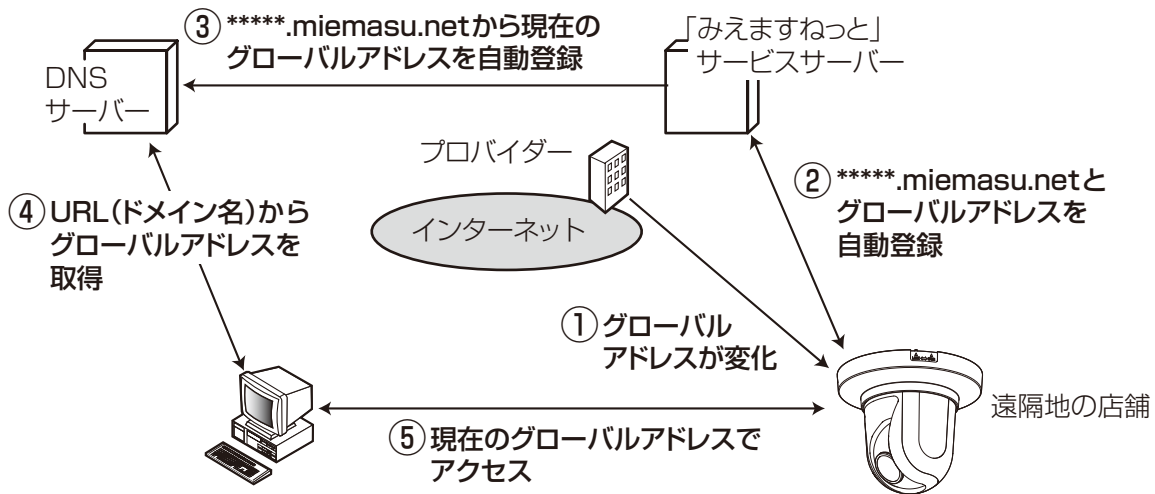 ③*****.miemasu.netから現在の
グローバルアドレスを自動登録
「みえますねっと」
サービスサーバー
DNS
サーバー
プロバイダー
インターネット
②*****.miemasu.netと
グローバルアドレスを
自動登録
④URL(ドメイン名)から
グローバルアドレスを
取得
①グローバル
アドレスが変化
遠隔地の店舗
⑤現在のグローバルアドレスで
アクセス